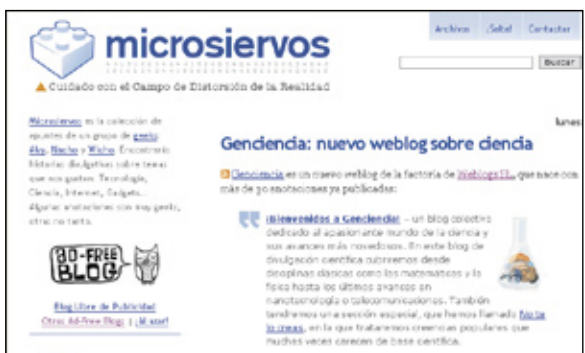 Archivos ¡Salta! Contactar
microsiervos
Buscar
Cuidado con el Campo de Distorsión de la Realidad
lunes
Microsiervos es la colección de
apuntes de un grupo de geeks:
Alvy, Nacho y Wicho. Encontrarás
historias divulgativas sobre temas
que nos gustan: Tecnología,
Ciencia, Internet, Gadgets...
Algunas anotaciones son muy geeks,
otras no tanto.
AD-FREE
BLOG
Blog Libre de Publicidad
Otros Ad-Free Blogs
Genciencia: nuevo weblog sobre ciencia
Genciencia es un nuevo weblog de la factoría de Weblogs SL, que nace con
más de 30 anotaciones ya publicadas:
¡Bienvenidos a Genciencia! – un blog colectivo
dedicado al apasionante mundo de la ciencia y
sus avances más novedosos. En este blog de
divulgación científica cubriremos desde
disciplinas clásicas como las matemáticas y la
física hasta los últimos avances en
nanotecnología o telecomunicaciones. También
tendremos una sección especial, que hemos llamado No te
lo creas, en la que trataremos creencias populares que
muchas veces carecen de base científica.